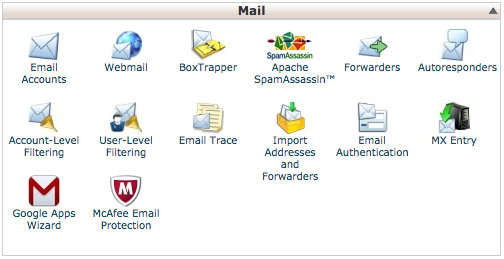 Mail
Email Accounts
Webmail
BoxTrapper
SpamAssassin
Apache SpamAssassin™
Forwarders
Autoresponders
Account-Level Filtering
User-Level Filtering
Email Trace
Import Addresses and Forwarders
Email Authentication
MX Entry
Google Apps Wizard
McAfee Email Protection